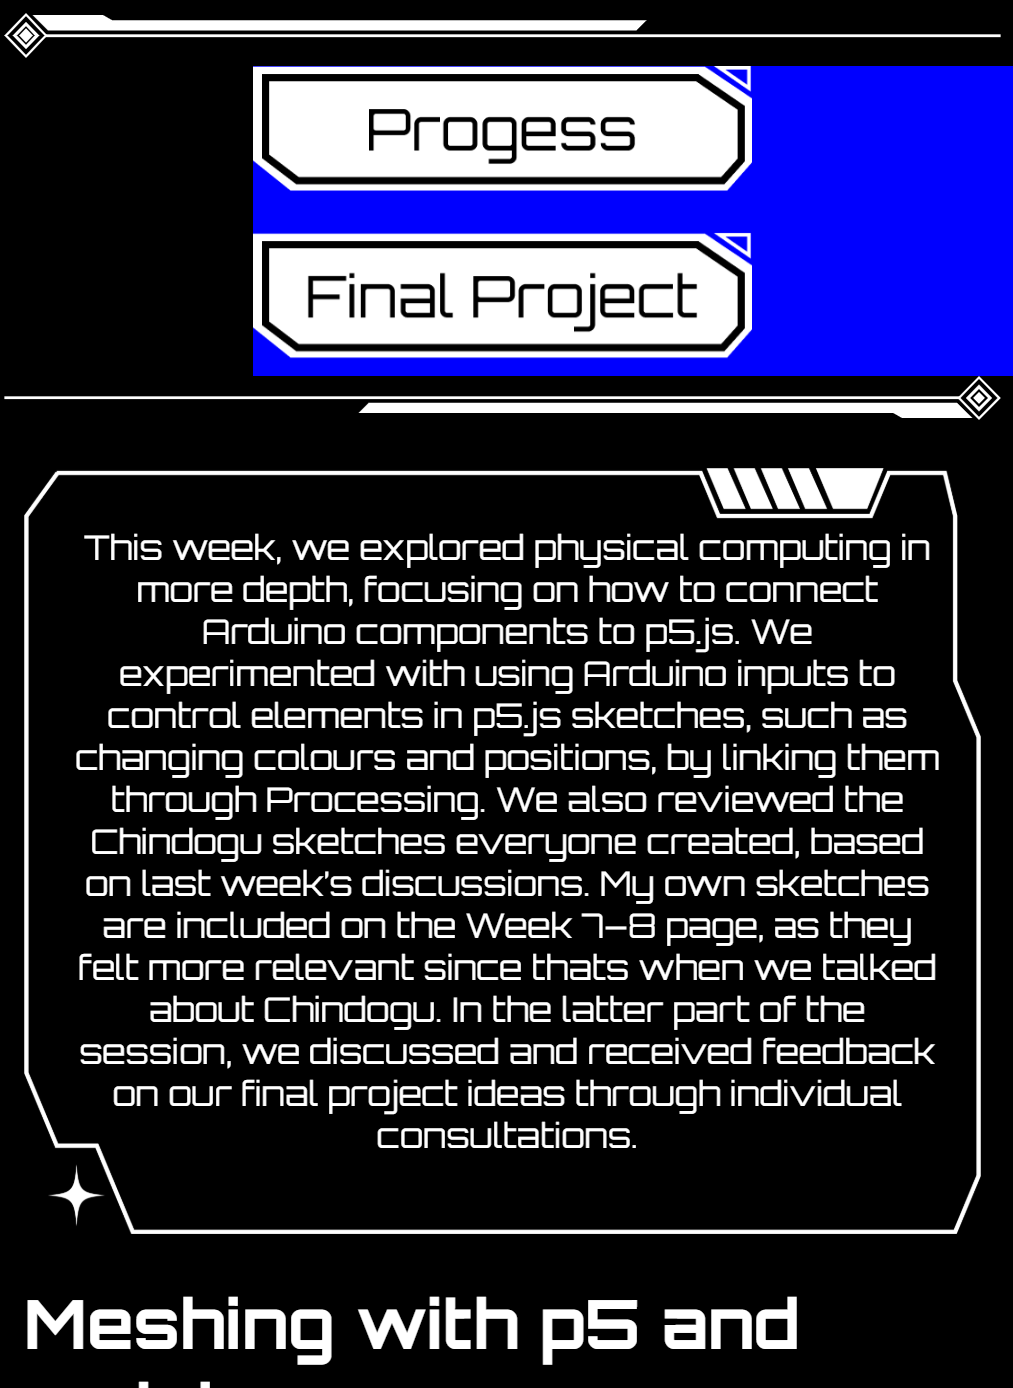 Progess
Final Project
This week, we explored physical computing in
more depth, focusing on how to connect
Arduino components to p5.js. We
experimented with using Arduino inputs to
control elements in p5.js sketches, such as
changing colours and positions, by linking them
through Processing. We also reviewed the
Chindogu sketches everyone created, based
on last week’s discussions. My own sketches
are included on the Week 7–8 page, as they
felt more relevant since thats when we talked
about Chindogu. In the latter part of the
session, we discussed and received feedback
on our final project ideas through individual
consultations.
Meshing with p5 and